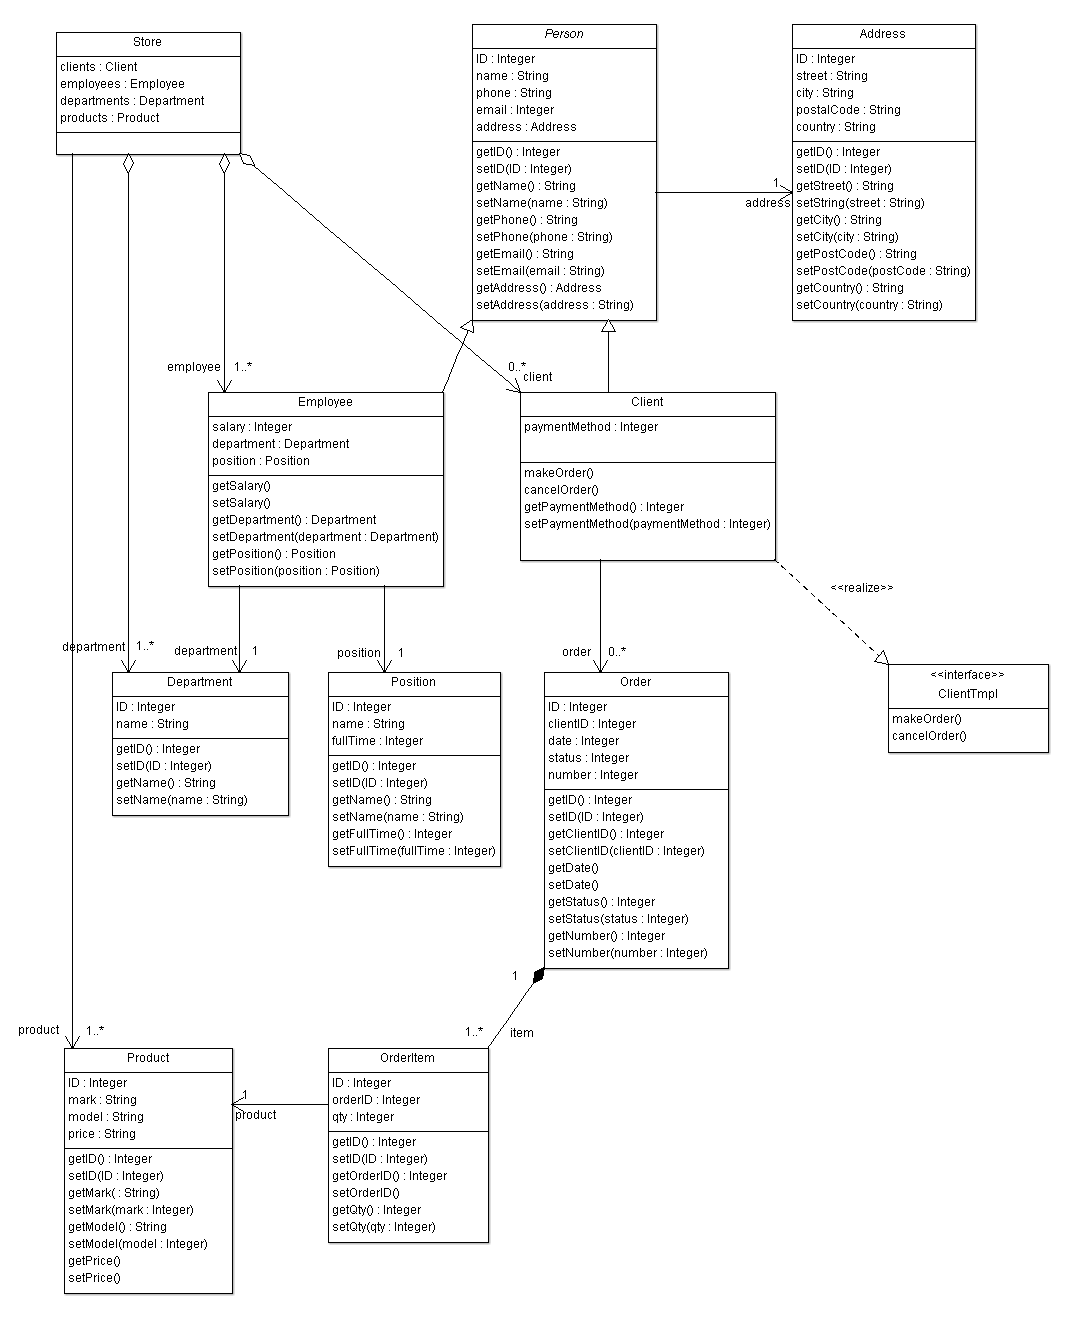 Store
clients : Client
employees : Employee
departments : Department
products : Product
Person
ID : Integer
name : String
phone : String
email : Integer
address : Address
getID() : Integer
setID(ID : Integer)
getName() : String
setName(name : String)
getPhone() : String
setPhone(phone : String)
getEmail() : String
setEmail(email : String)
getAddress() : Address
setAddress(address : String)
1
address
Address
ID : Integer
street : String
city : String
postalCode : String
country : String
getID() : Integer
setID(ID : Integer)
getStreet() : String
setString(street : String)
getCity() : String
setCity(city : String)
getPostCode() : String
setPostCode(postCode : String)
getCountry() : String
setCountry(country : String)
employee
1..*
0..*
client
Employee
salary : Integer
department : Department
position : Position
getSalary()
setSalary()
getDepartment() : Department
setDepartment(department : Department)
getPosition() : Position
setPosition(position : Position)
Client
paymentMethod : Integer
makeOrder()
cancelOrder()
getPaymentMethod() : Integer
setPaymentMethod(paymentMethod : Integer)
<<realize>>
department
1..*
department
1
position
1
order
0..*
<<interface>>
ClientTmpl
makeOrder()
cancelOrder()
Department
ID : Integer
name : String
getID() : Integer
setID(ID : Integer)
getName() : String
setName(name : String)
Position
ID : Integer
name : String
fullTime : Integer
getID() : Integer
setID(ID : Integer)
getName() : String
setName(name : String)
getFullTime() : Integer
setFullTime(fullTime : Integer)
Order
ID : Integer
clientID : Integer
date : Integer
status : Integer
number : Integer
getID() : Integer
setID(ID : Integer)
getClientID() : Integer
setClientID(clientID : Integer)
getDate()
setDate()
getStatus() : Integer
setStatus(status : Integer)
getNumber() : Integer
setNumber(number : Integer)
1
1..*
item
product
1..*
Product
ID : Integer
mark : String
model : String
price : String
getID() : Integer
setID(ID : Integer)
getMark( : String)
setMark(mark : Integer)
getModel() : String
setModel(model : Integer)
getPrice()
setPrice()
1
product
OrderItem
ID : Integer
orderID : Integer
qty : Integer
getID() : Integer
setID(ID : Integer)
getOrderID() : Integer
setOrderID()
getQty() : Integer
setQty(qty : Integer)